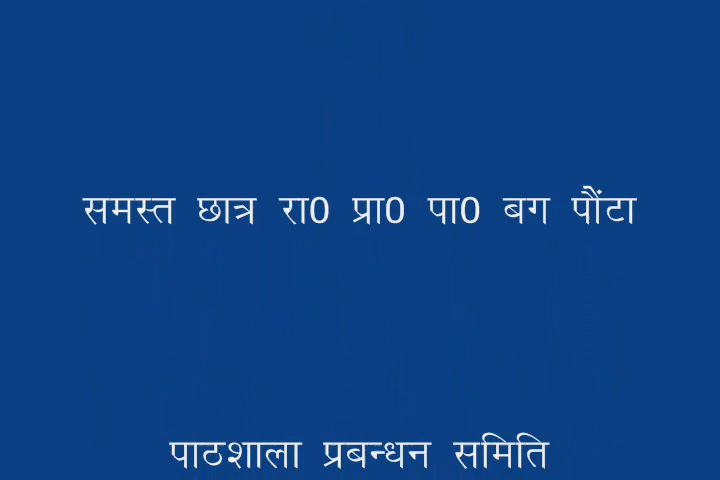 समस्त छात्र रा0 प्रा0 पा0 बग पौंटा
पाठशाला प्रबन्धन समिति